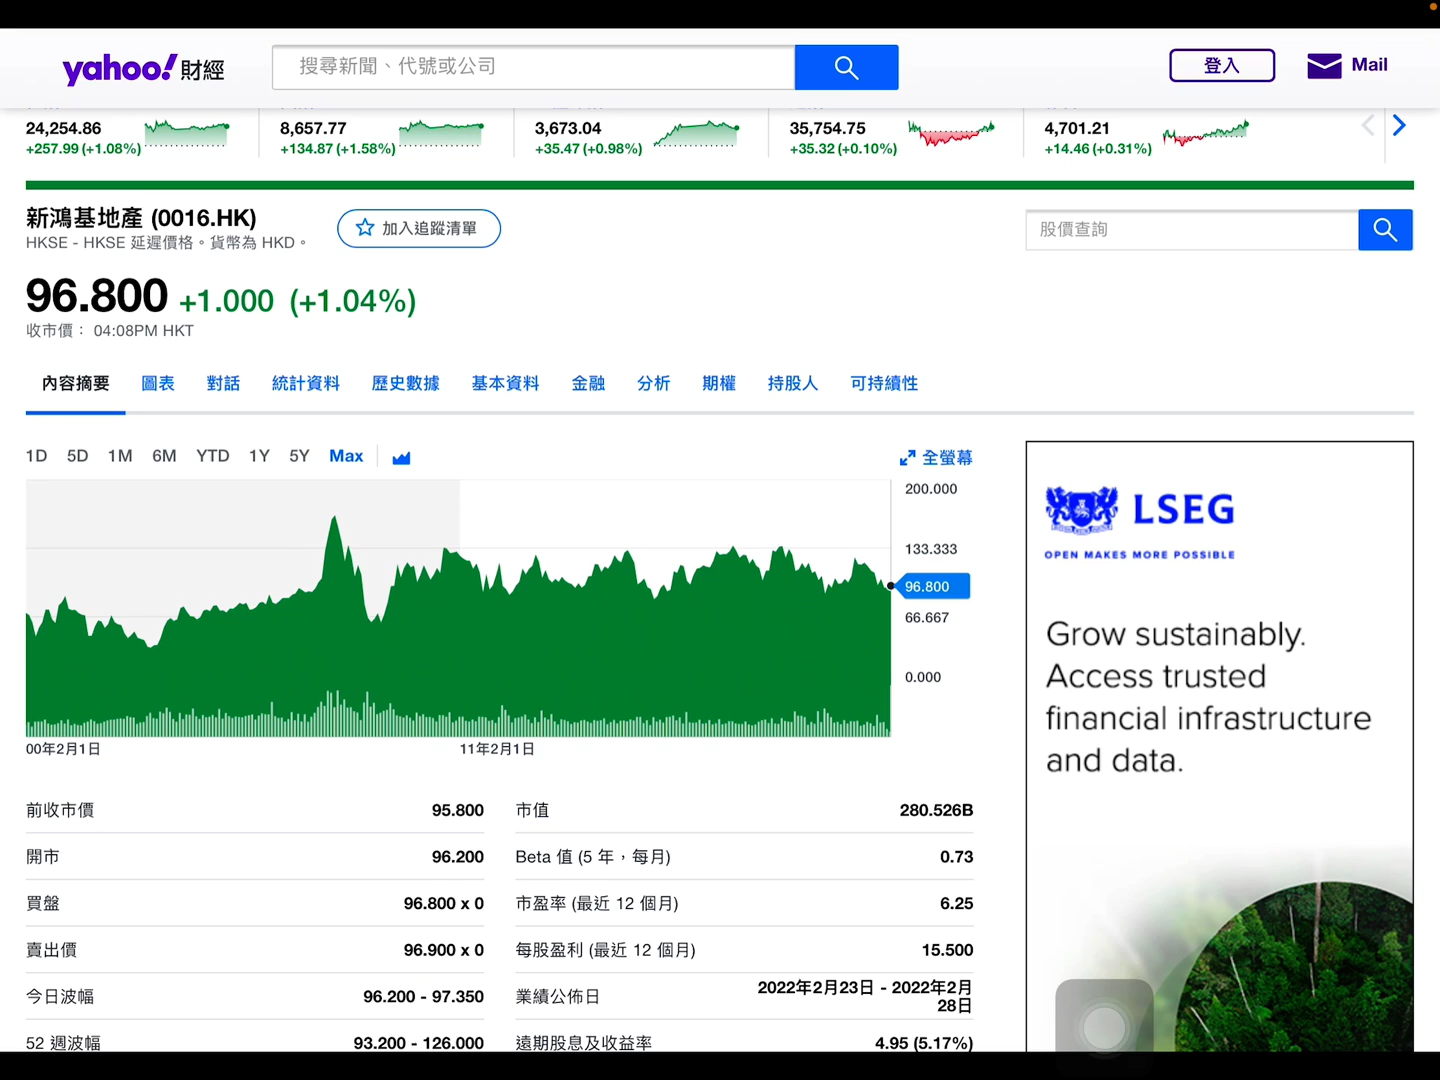 yahoo!財經
搜尋新聞、代號或公司
登入
Mail
24,254.86
+257.99 (+1.08%)
8,657.77
+134.87 (+1.58%)
3,673.04
+35.47 (+0.98%)
35,754.75
+35.32 (+0.10%)
4,701.21
+14.46 (+0.31%)
新鴻基地產 (0016.HK)
HKSE - HKSE 延遲價格。貨幣為 HKD。
加入追蹤清單
股價查詢
96.800 +1.000 (+1.04%)
收市價： 04:08PM HKT
內容摘要 圖表 對話 統計資料 歷史數據 基本資料 金融 分析 期權 持股人 可持續性
1D 5D 1M 6M YTD 1Y 5Y Max
全螢幕
200.000
133.333
96.800
66.667
0.000
00年2月1日
11年2月1日
前收市價 95.800
開市 96.200
買盤 96.800 x 0
賣出價 96.900 x 0
今日波幅 96.200 - 97.350
52 週波幅 93.200 - 126.000
市值 280.526B
Beta 值 (5 年，每月) 0.73
市盈率 (最近 12 個月) 6.25
每股盈利 (最近 12 個月) 15.500
業績公佈日 2022年2月23日 - 2022年2月
28日
遠期股息及收益率 4.95 (5.17%)
LSEG
OPEN MAKES MORE POSSIBLE
Grow sustainably.
Access trusted
financial infrastructure
and data.